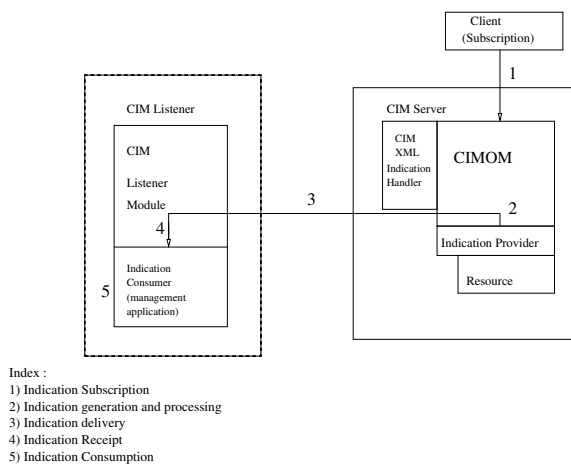 Client
(Subscription)
1
CIM Listener
CIM Server
CIM
Listener
Module
CIM
XML
Indication
Handler
CIMOM
3
2
4
Indication Provider
Indication
Consumer
(management
application)
5
Resource
Index :
1) Indication Subscription
2) Indication generation and processing
3) Indication delivery
4) Indication Receipt
5) Indication Consumption